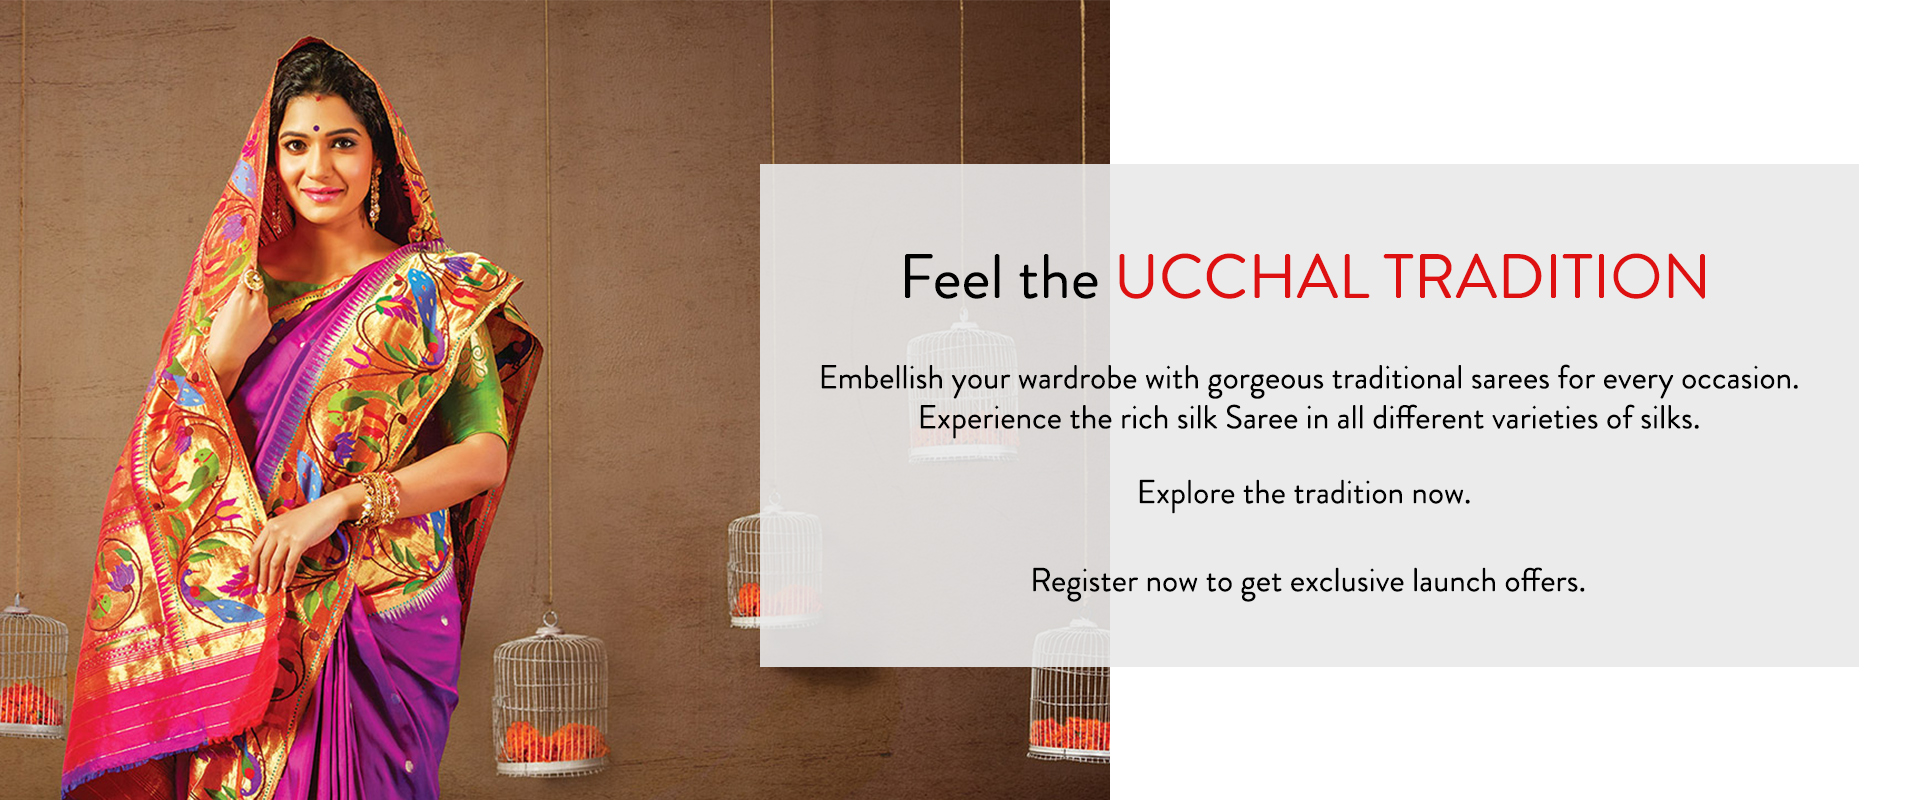 Feel the UCCHAL TRADITION
Embellish your wardrobe with gorgeous traditional sarees for every occasion.
Experience the rich silk Saree in all different varieties of silks.
Explore the tradition now.
Register now to get exclusive launch offers.